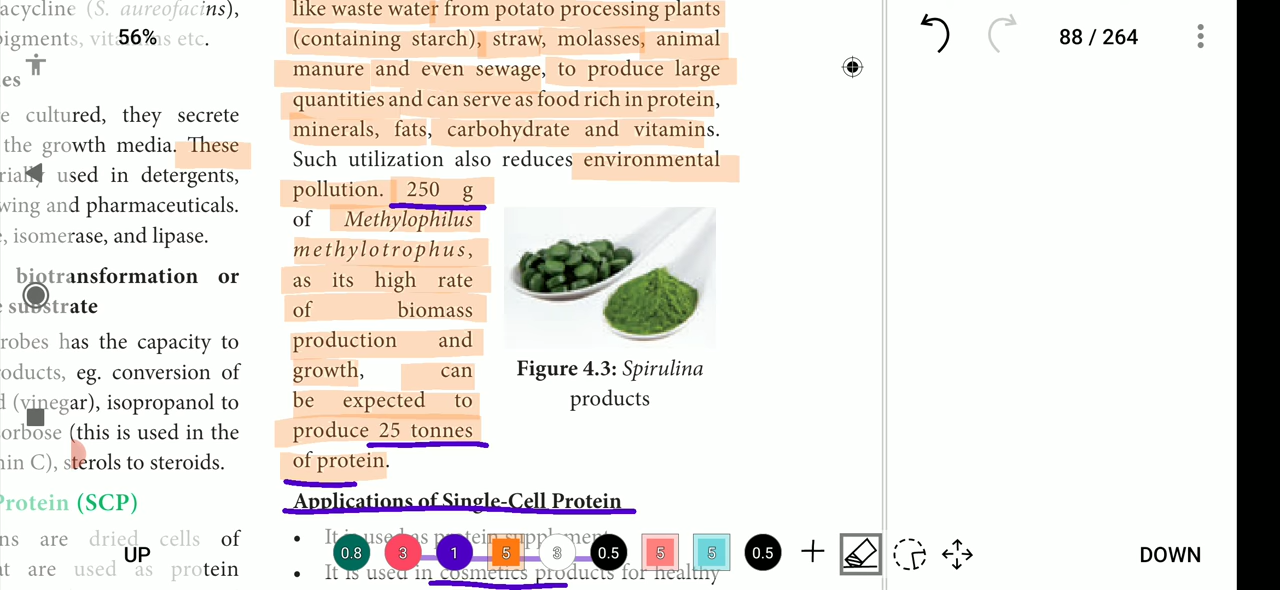 acycline (S. aureofacins),
pigments, vitamins etc.
56%
es
e cultured, they secrete
the growth media. These
rially used in detergents,
wing and pharmaceuticals.
e, isomerase, and lipase.
biotransformation or
e substrate
robes has the capacity to
oducts, eg. conversion of
d (vinegar), isopropanol to
sorbose (this is used in the
min C), sterols to steroids.
Protein (SCP)
ns are dried cells of
at are used as protein
UP
like waste water from potato processing plants
(containing starch), straw, molasses, animal
manure and even sewage, to produce large
quantities and can serve as food rich in protein,
minerals, fats, carbohydrate and vitamins.
Such utilization also reduces environmental
pollution. 250 g
of Methylophilus
methylotrophus,
as its high rate
of biomass
production and
growth, can
be expected to
produce 25 tonnes
of protein.
Figure 4.3: Spirulina
products
Applications of Single-Cell Protein
• It is used as protein supplement
• It is used in cosmetics products for healthy
0.8 3 1 5 3 0.5 5 5 0.5
88 / 264
DOWN